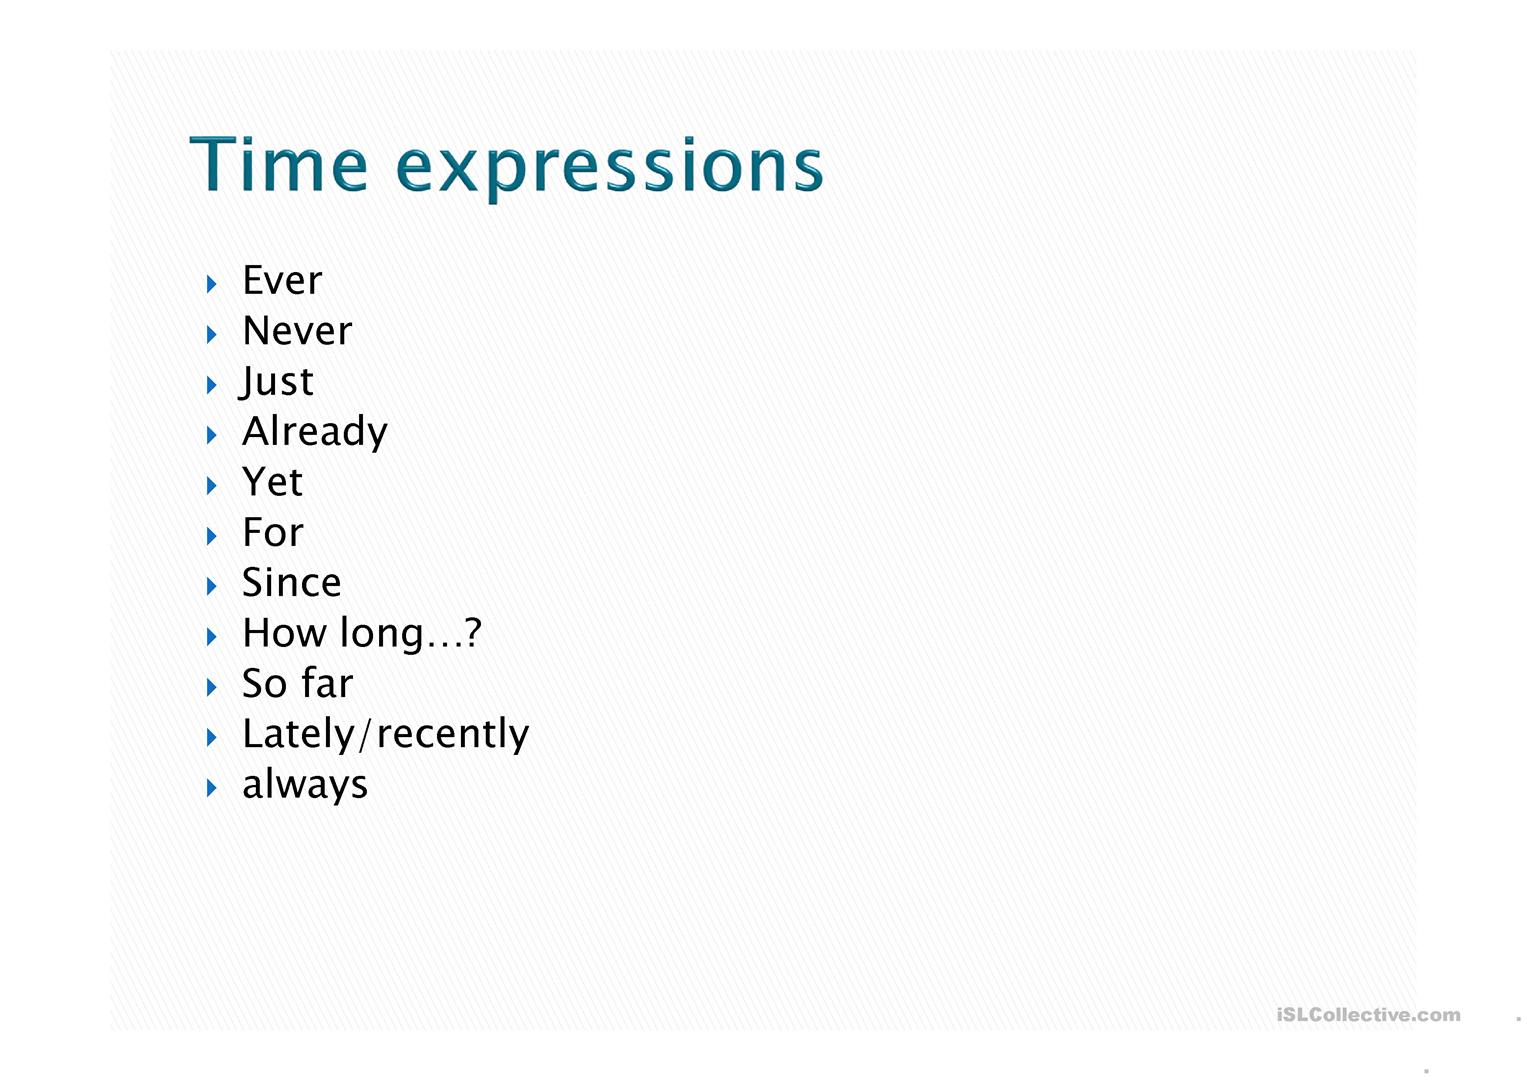 Time expressions
Ever
Never
Just
Already
Yet
For
Since
How long…?
So far
Lately/recently
always
iSLCollective.com